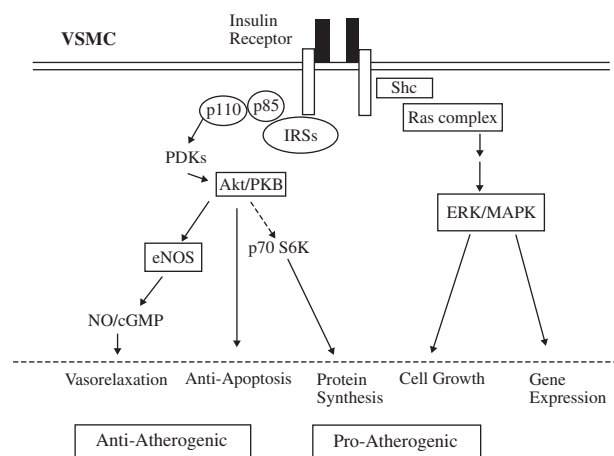 VSMC
Insulin
Receptor
Shc
p110
p85
IRSs
Ras complex
PDKs
Akt/PKB
ERK/MAPK
eNOS
p70 S6K
NO/cGMP
Vasorelaxation
Anti-Apoptosis
Protein
Synthesis
Cell Growth
Gene
Expression
Anti-Atherogenic
Pro-Atherogenic